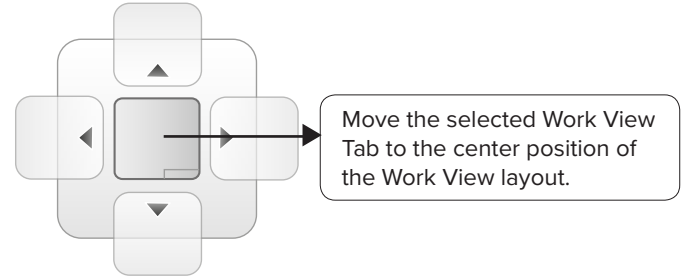 Move the selected Work View
Tab to the center position of
the Work View layout.